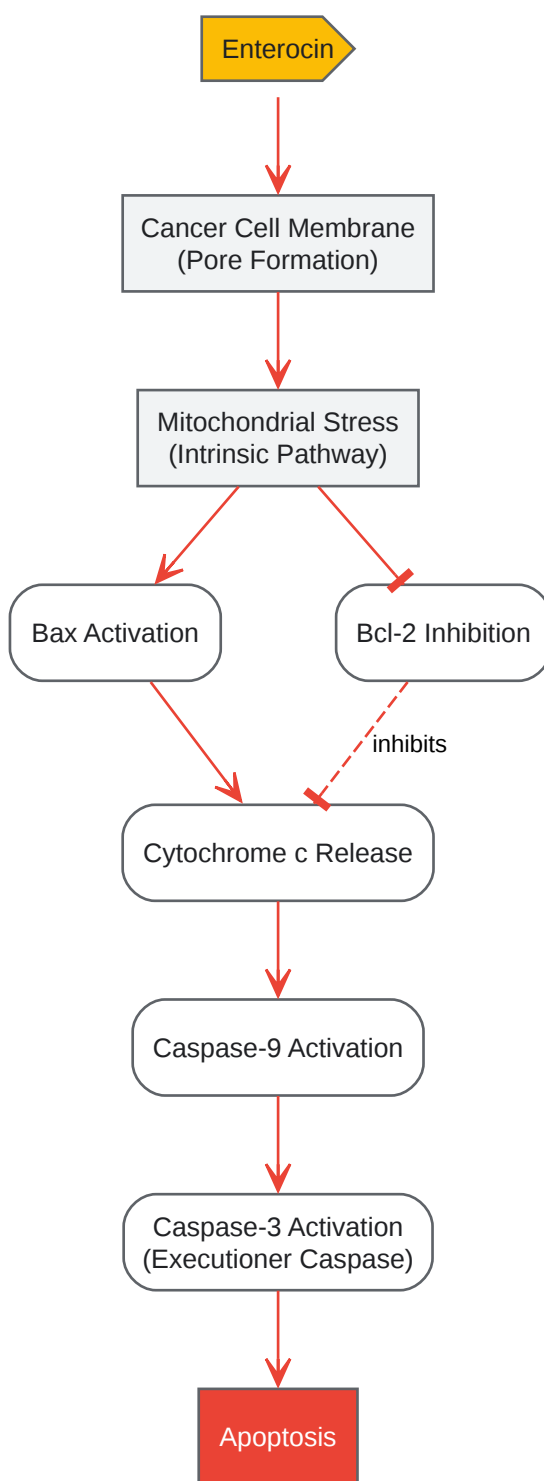 Enterocin
Cancer Cell Membrane
(Pore Formation)
Mitochondrial Stress
(Intrinsic Pathway)
Bax Activation
Bcl-2 Inhibition
inhibits
Cytochrome c Release
Caspase-9 Activation
Caspase-3 Activation
(Executioner Caspase)
Apoptosis